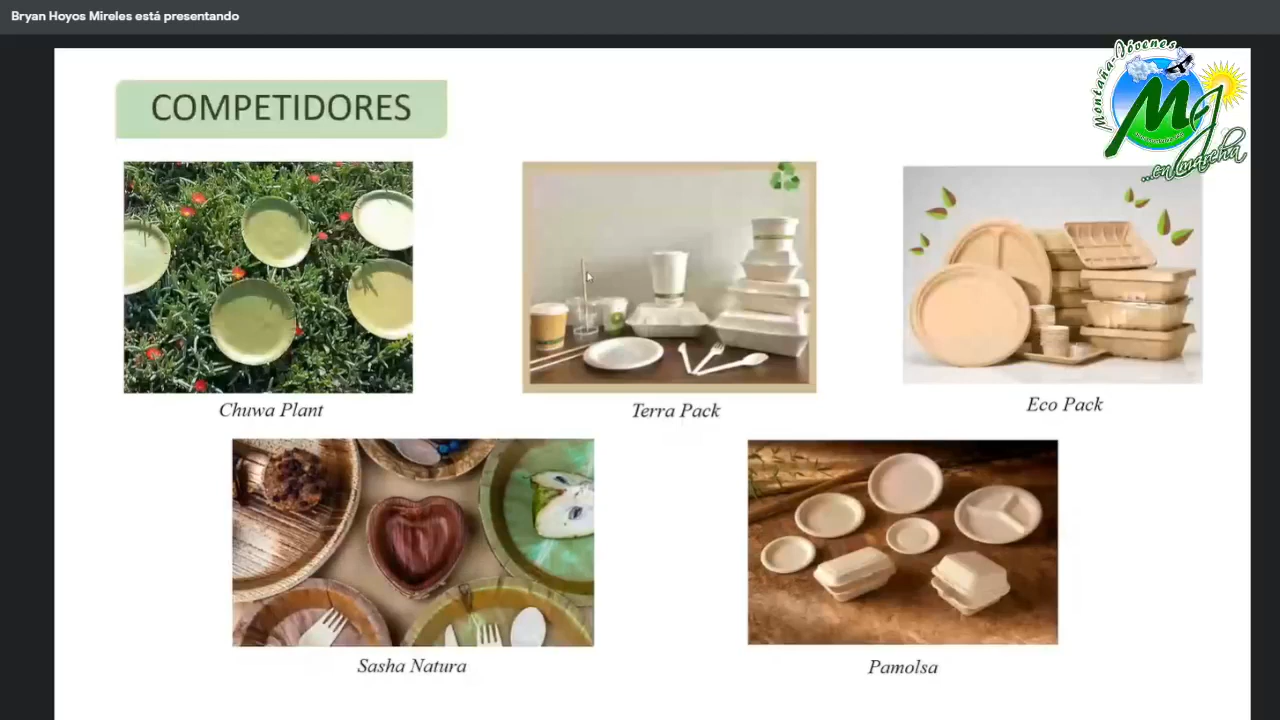 Bryan Hoyos Mireles está presentando
COMPETIDORES
Montaña-Jóvenes
MJ
...en marcha
Chuwa Plant
Terra Pack
Eco Pack
Sasha Natura
Pamolsa